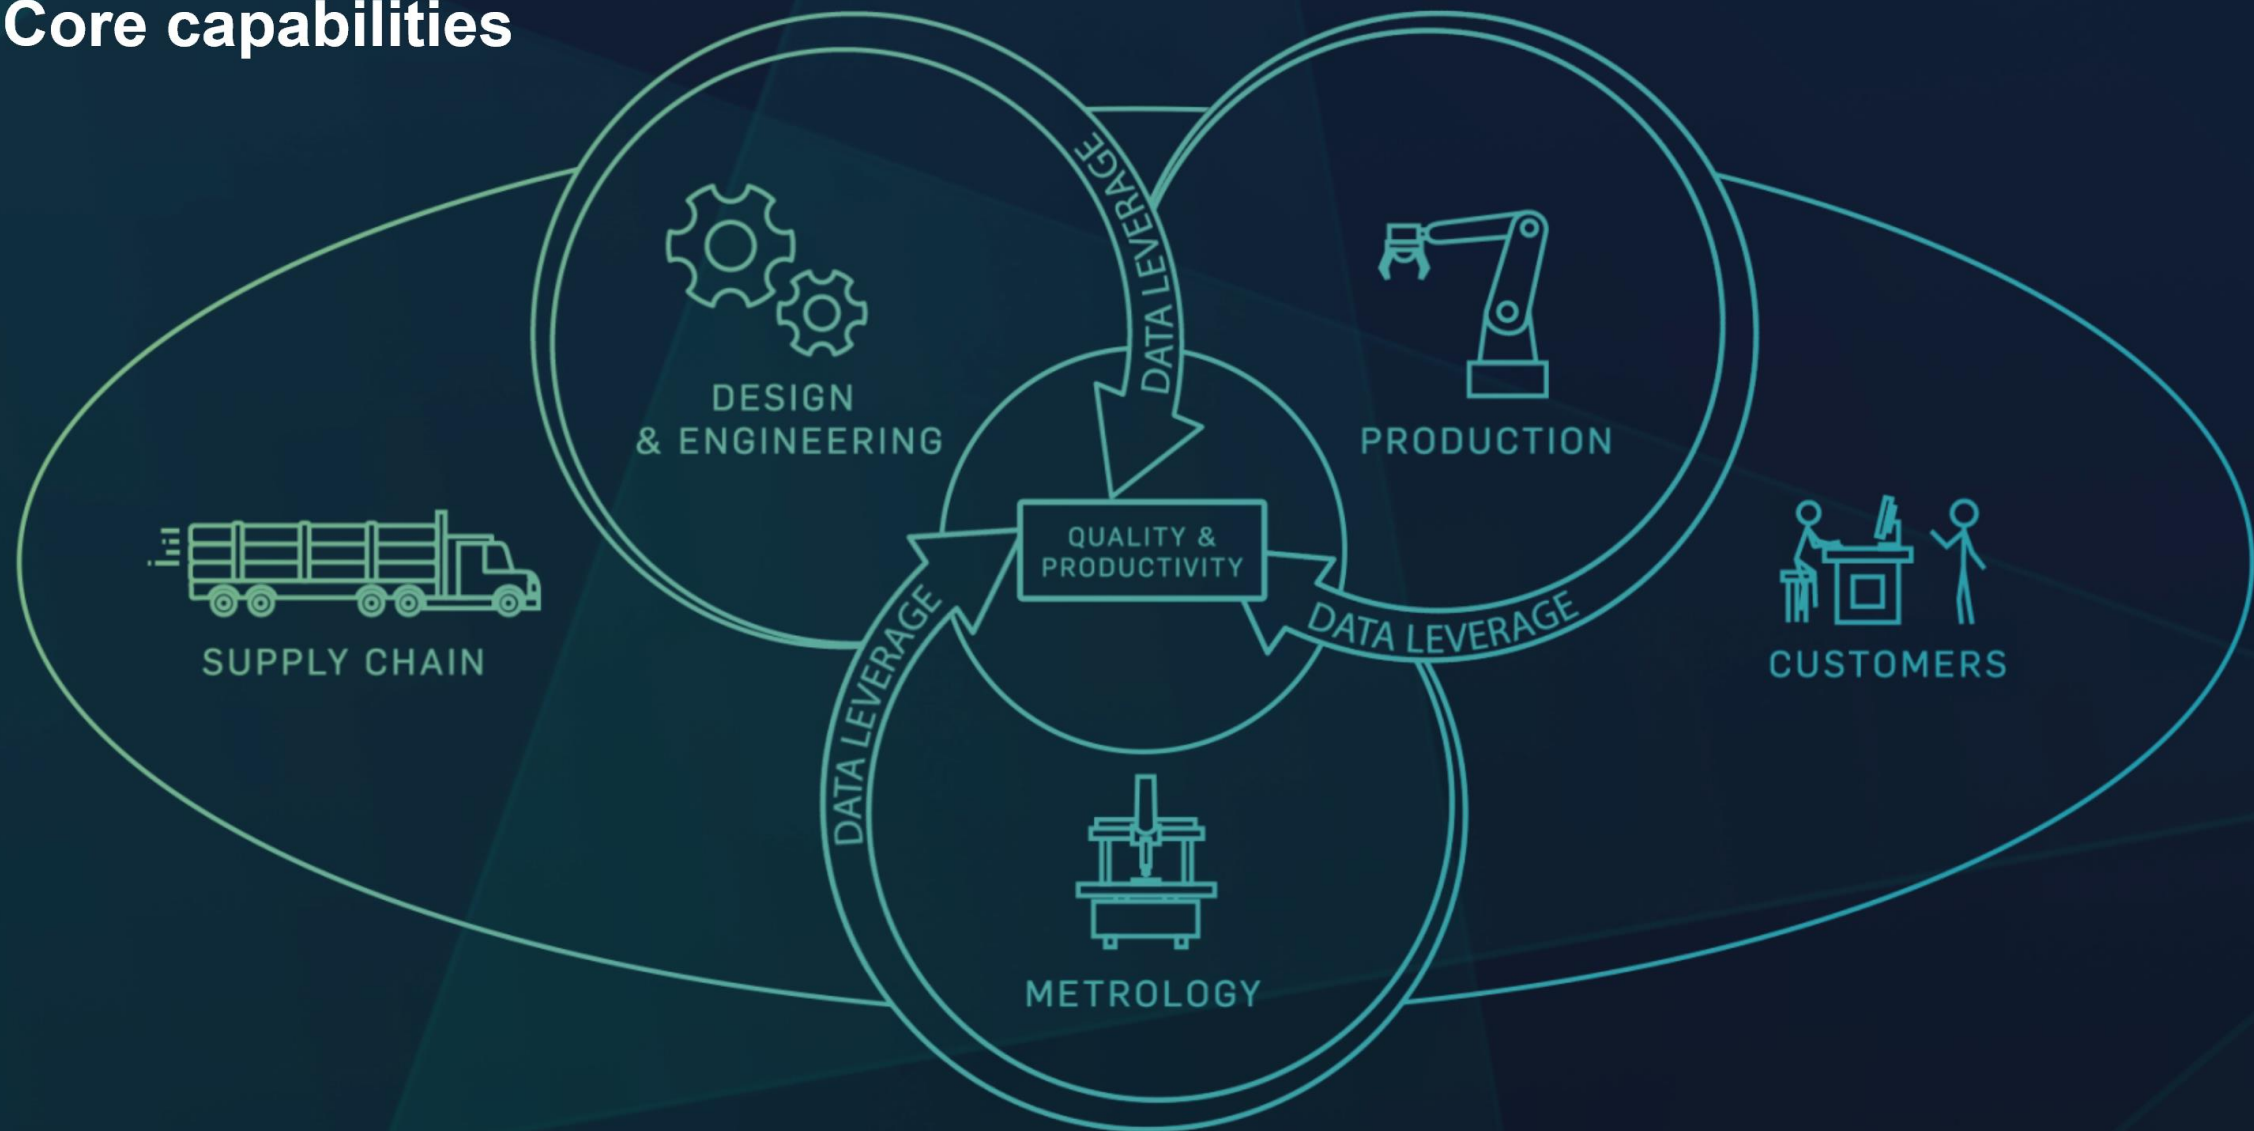 Core capabilities
DATA LEVERAGE
DESIGN
& ENGINEERING
PRODUCTION
QUALITY &
PRODUCTIVITY
DATA LEVERAGE
DATA LEVERAGE
SUPPLY CHAIN
CUSTOMERS
METROLOGY